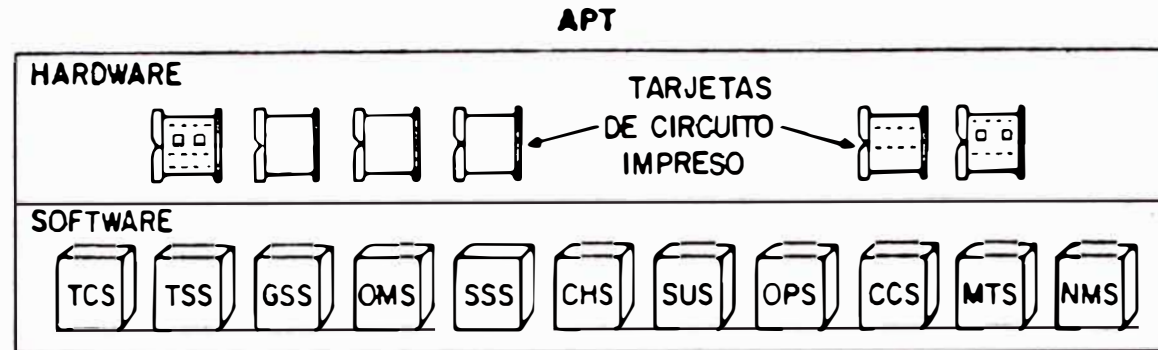 APT
HARDWARE
TARJETAS
DE CIRCUITO
IMPRESO
SOFTWARE
TCS TSS GSS OMS SSS CHS SUS OPS CCS MTS NMS